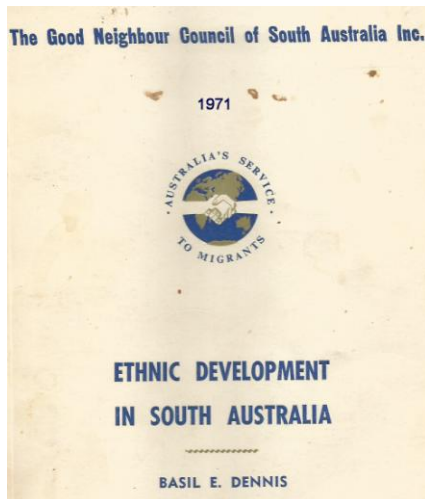 The Good Neighbour Council of South Australia Inc.
1971
· AUSTRALIA'S SERVICE ·
TO MIGRANTS
ETHNIC DEVELOPMENT
IN SOUTH AUSTRALIA
BASIL E. DENNIS